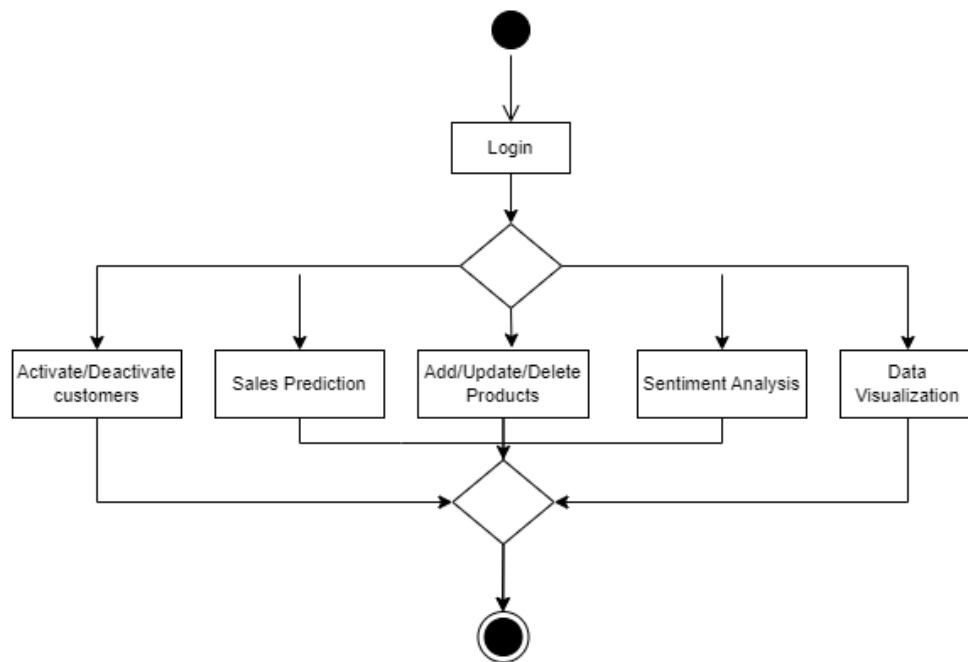 Login
Activate/Deactivate
customers
Sales Prediction
Add/Update/Delete
Products
Sentiment Analysis
Data
Visualization